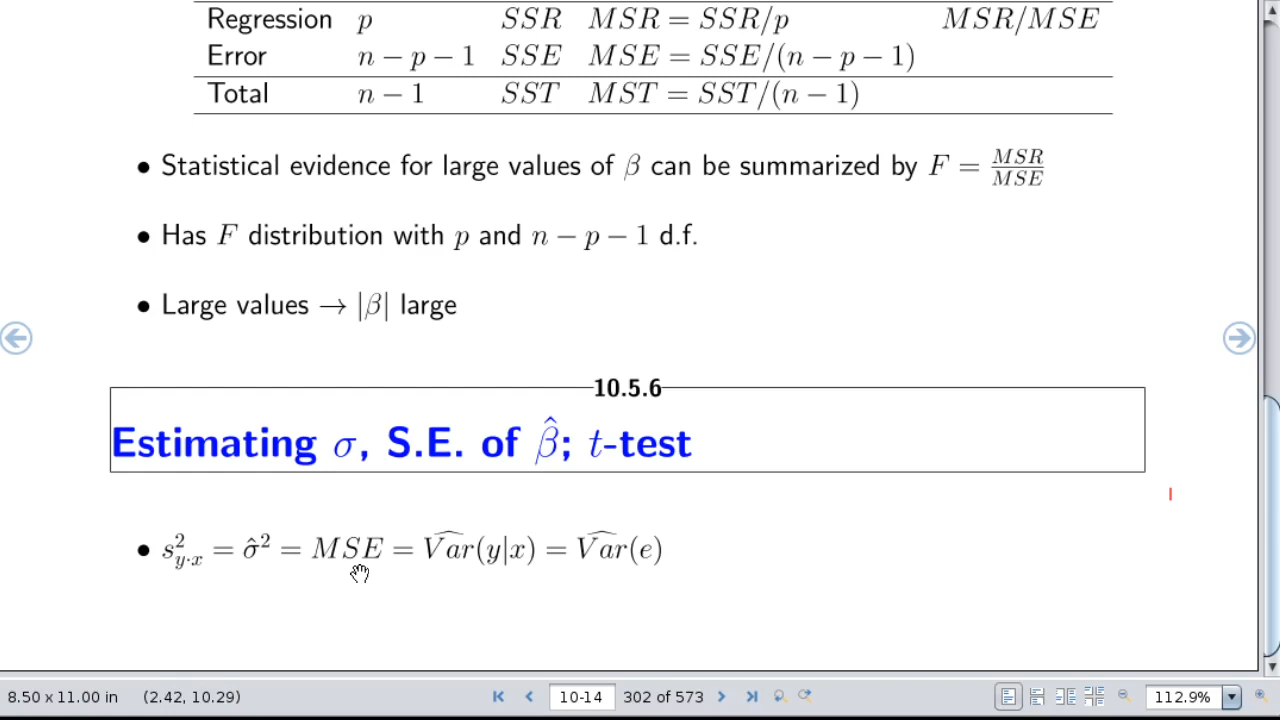 Regression p SSR MSR = SSR/p MSR/MSE
Error n − p − 1 SSE MSE = SSE/(n − p − 1)
Total n − 1 SST MST = SST/(n − 1)
• Statistical evidence for large values of β can be summarized by F = MSR/MSE
• Has F distribution with p and n − p − 1 d.f.
• Large values → |β| large
10.5.6
Estimating σ, S.E. of β̂; t-test
• s²_{y·x} = σ̂² = MSE = V̂ar(y|x) = V̂ar(e)
8.50 x 11.00 in (2.42, 10.29) 10-14 302 of 573 112.9%